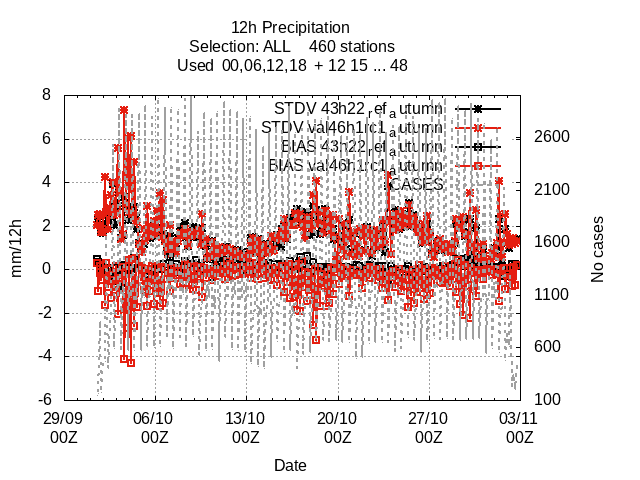 12h Precipitation
Selection: ALL 460 stations
Used 00,06,12,18 + 12 15 ... 48
STDV 43h22_ref_autumn
STDV val46h1rc1_autumn
BIAS 43h22_ref_autumn
BIAS val46h1rc1_autumn
CASES
mm/12h
8
6
4
2
0
-2
-4
-6
No cases
2600
2100
1600
1100
600
100
29/09 06/10 13/10 20/10 27/10 03/11
00Z 00Z 00Z 00Z 00Z 00Z
Date